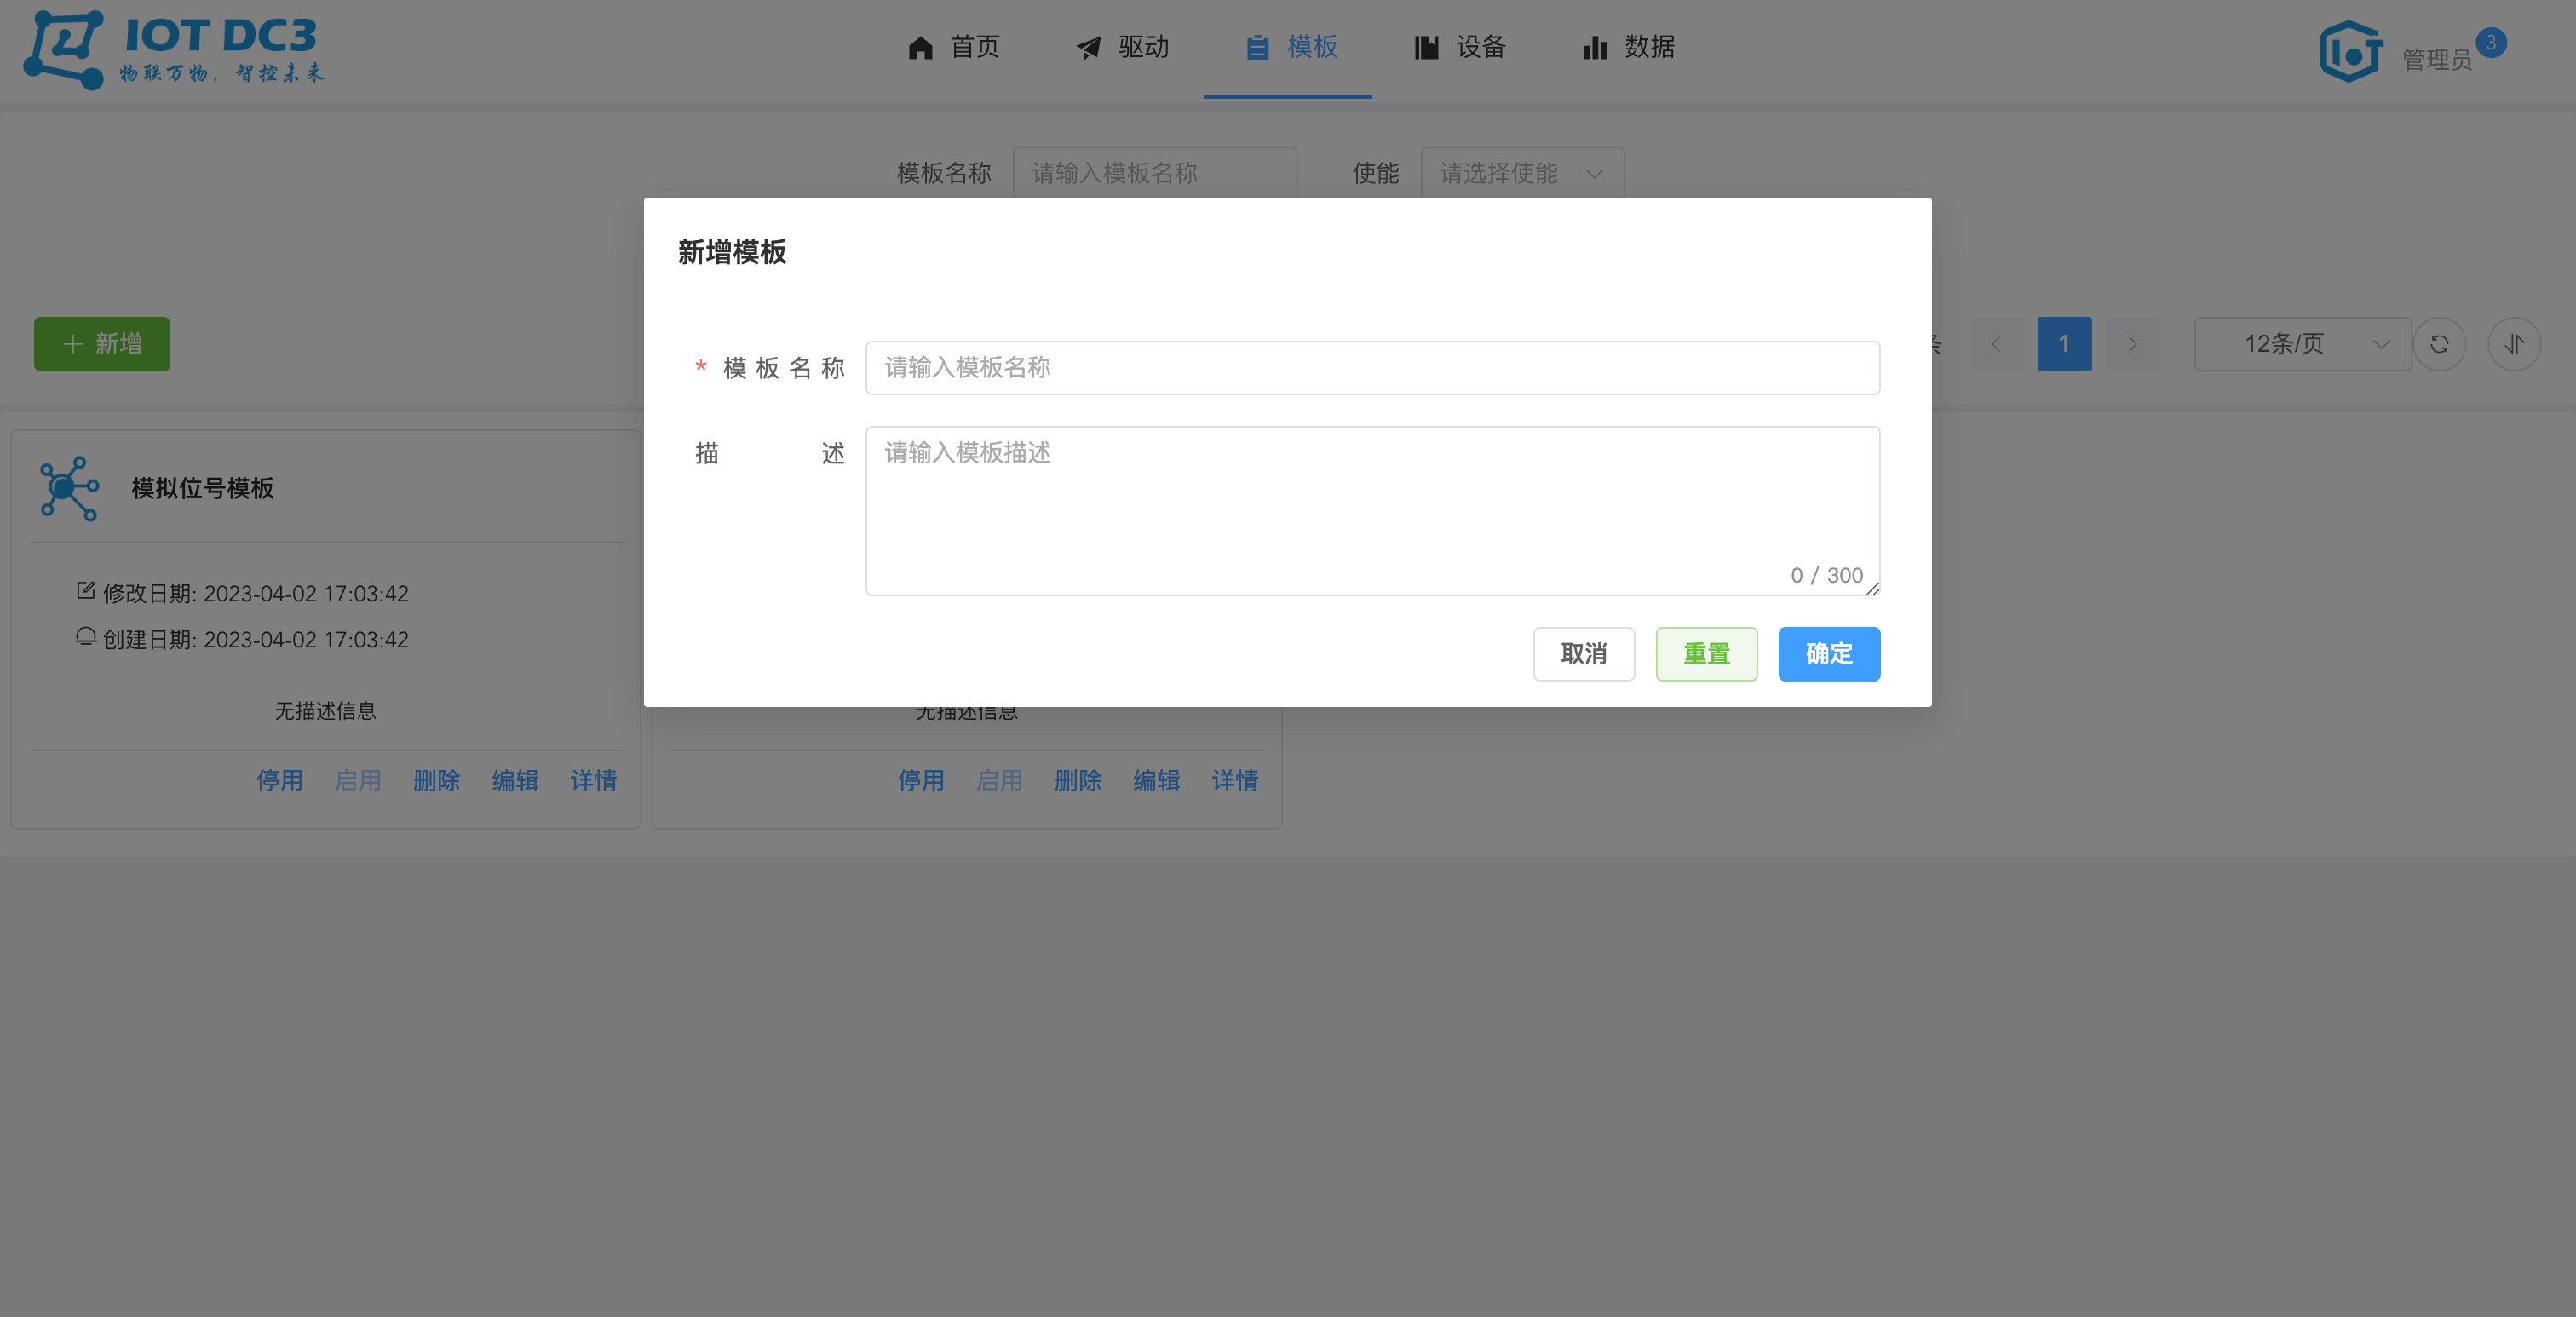 IOT DC3
物联万物，智控未来
首页 驱动 模板 设备 数据
管理员 3
模板名称 请输入模板名称 使能 请选择使能
新增模板
新增
1 12条/页
* 模板名称 请输入模板名称
描述 请输入模板描述
0 / 300
取消 重置 确定
模拟位号模板
修改日期: 2023-04-02 17:03:42
创建日期: 2023-04-02 17:03:42
无描述信息
停用 启用 删除 编辑 详情
无描述信息
停用 启用 删除 编辑 详情